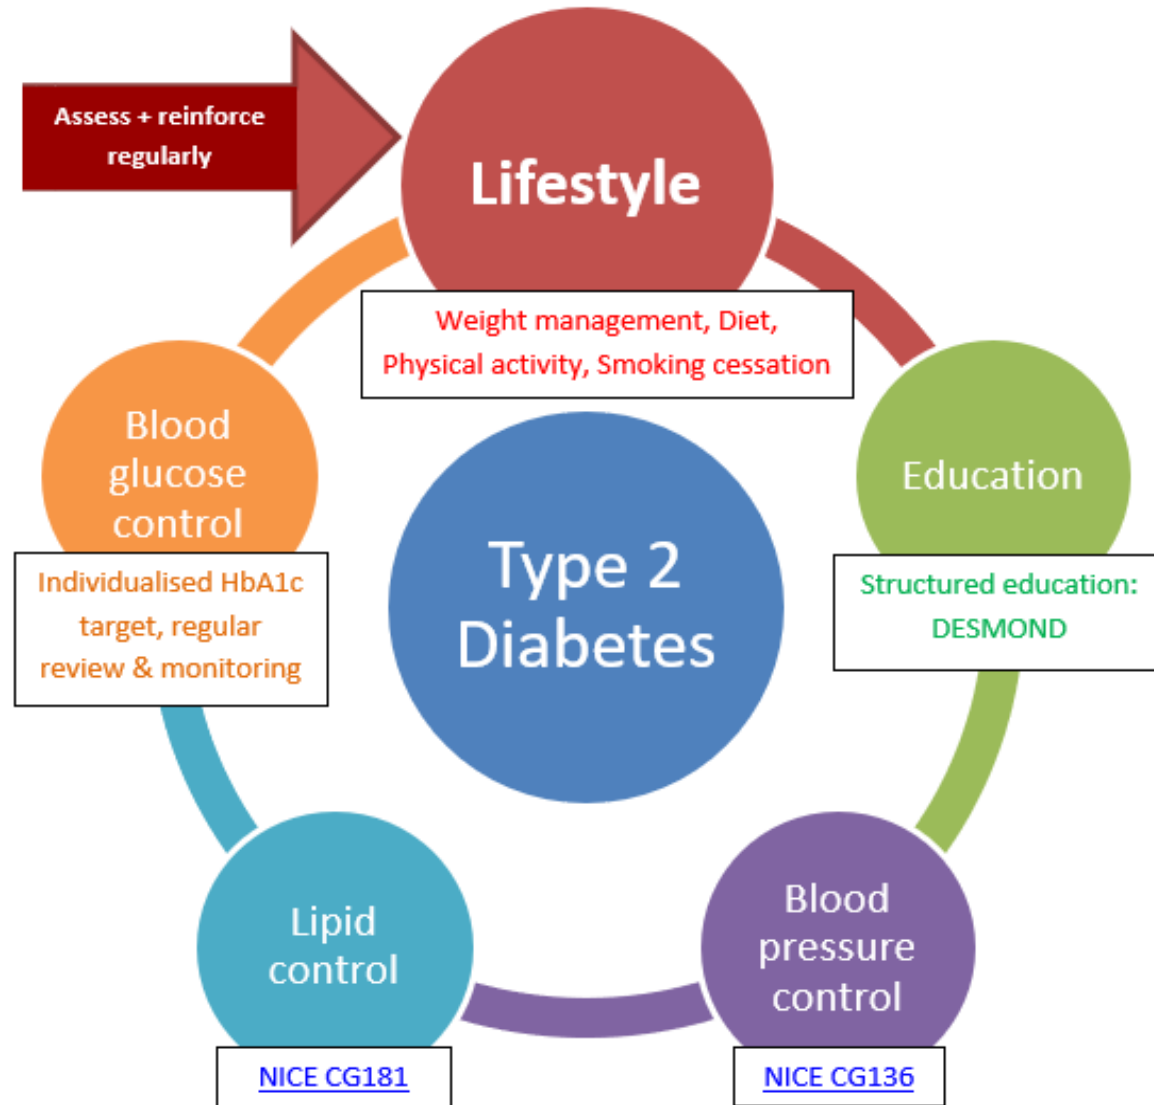 Assess + reinforce
regularly
Lifestyle
Weight management, Diet,
Physical activity, Smoking cessation
Blood
glucose
control
Individualised HbA1c
target, regular
review & monitoring
Education
Structured education:
DESMOND
Type 2
Diabetes
Lipid
control
NICE CG181
Blood
pressure
control
NICE CG136